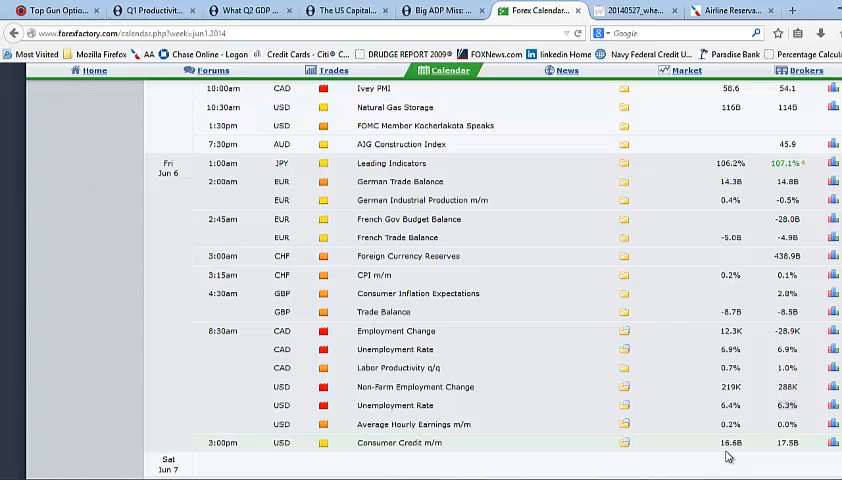 Top Gun Optio...
Q1 Productivit...
What Q2 GDP ...
The US Capital...
Big ADP Miss: ...
Forex Calendar...
20140527_whe...
Airline Reserva...
www.forexfactory.com/calendar.php?week=jun1.2014
Google
Most Visited
Bank
AA
Chase Online - Logon
Credit Cards - Citi® C...
DRUDGE REPORT 2009®
FOXNews.com
linkedin Home
Navy Federal Credit U...
Paradise Bank
Percentage Calcula
Home
Forums
Trades
Calendar
News
Market
Brokers
10:00am CAD Ivey PMI 58.6 54.1
10:30am USD Natural Gas Storage 116B 114B
1:30pm USD FOMC Member Kocherlakota Speaks
7:30pm AUD AIG Construction Index 45.9
Fri
Jun 6
1:00am JPY Leading Indicators 106.2% 107.1%
2:00am EUR German Trade Balance 14.3B 14.8B
EUR German Industrial Production m/m 0.4% -0.5%
2:45am EUR French Gov Budget Balance -28.0B
EUR French Trade Balance -5.0B -4.9B
3:00am CHF Foreign Currency Reserves 438.9B
3:15am CHF CPI m/m 0.2% 0.1%
4:30am GBP Consumer Inflation Expectations 2.8%
GBP Trade Balance -8.7B -8.5B
8:30am CAD Employment Change 12.3K -28.9K
CAD Unemployment Rate 6.9% 6.9%
CAD Labor Productivity q/q 0.7% 1.0%
USD Non-Farm Employment Change 219K 288K
USD Unemployment Rate 6.4% 6.3%
USD Average Hourly Earnings m/m 0.2% 0.0%
3:00pm USD Consumer Credit m/m 16.6B 17.5B
Sat
Jun 7